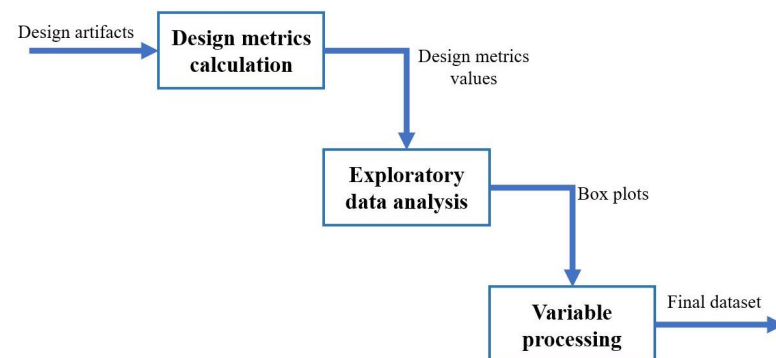 Design artifacts
Design metrics
calculation
Design metrics
values
Exploratory
data analysis
Box plots
Variable
processing
Final dataset